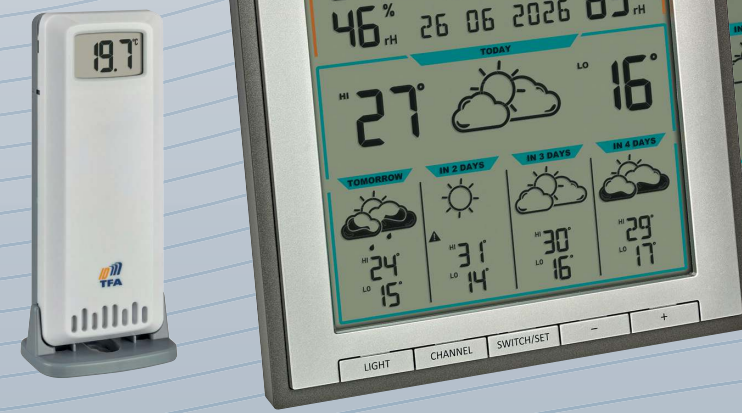 19.7°C
TFA
46 % rH
26 06 2026
rH
TODAY
HI 27° LO 16°
TOMORROW
HI 24°
LO 15°
IN 2 DAYS
HI 31°
LO 14°
IN 3 DAYS
HI 30°
LO 16°
IN 4 DAYS
HI 29°
LO 17°
LIGHT
CHANNEL
SWITCH/SET
−
+